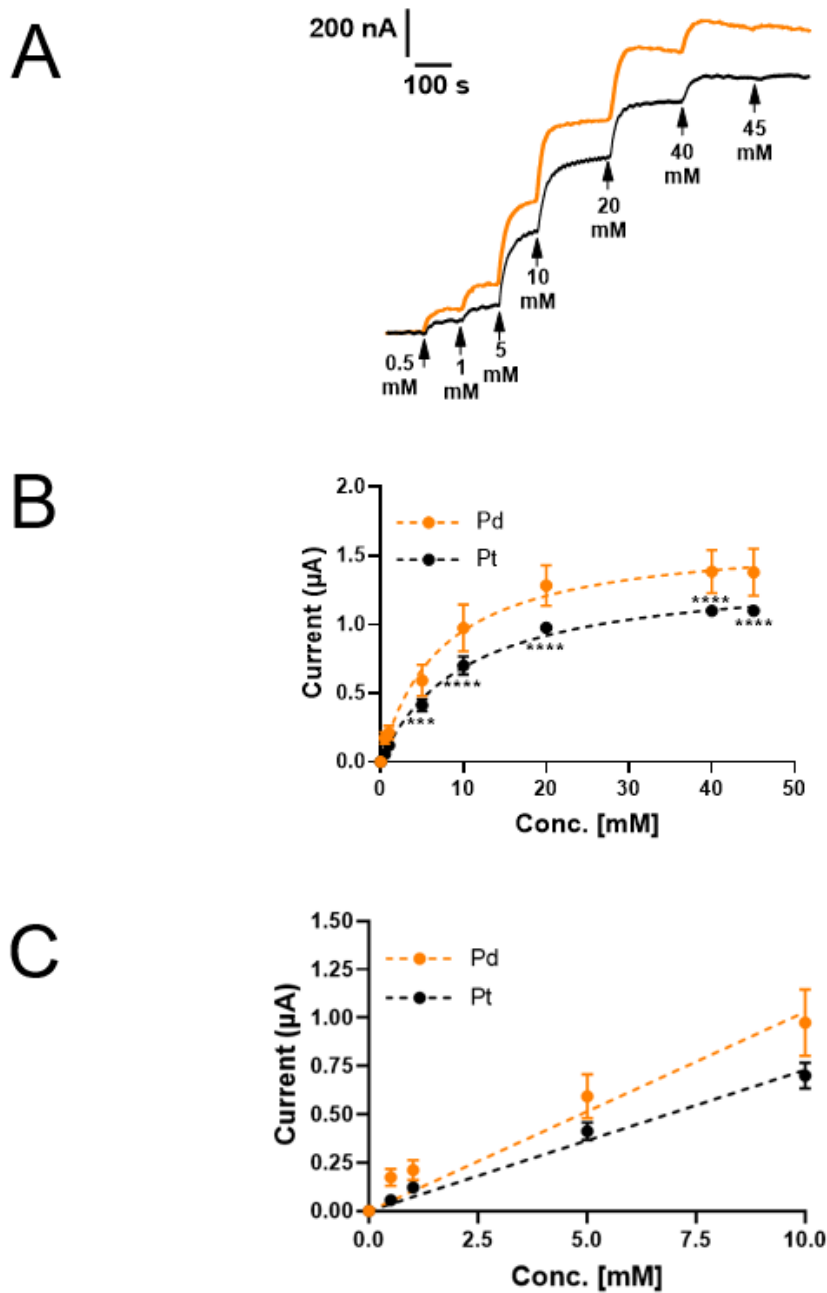 A
200 nA
100 s
0.5
mM
1
mM
5
mM
10
mM
20
mM
40
mM
45
mM
B
2.0
1.5
1.0
0.5
0.0
Current (µA)
Pd
Pt
***
****
****
****
****
0
10
20
30
40
50
Conc. [mM]
C
1.50
1.25
1.00
0.75
0.50
0.25
0.00
Current (µA)
Pd
Pt
0.0
2.5
5.0
7.5
10.0
Conc. [mM]